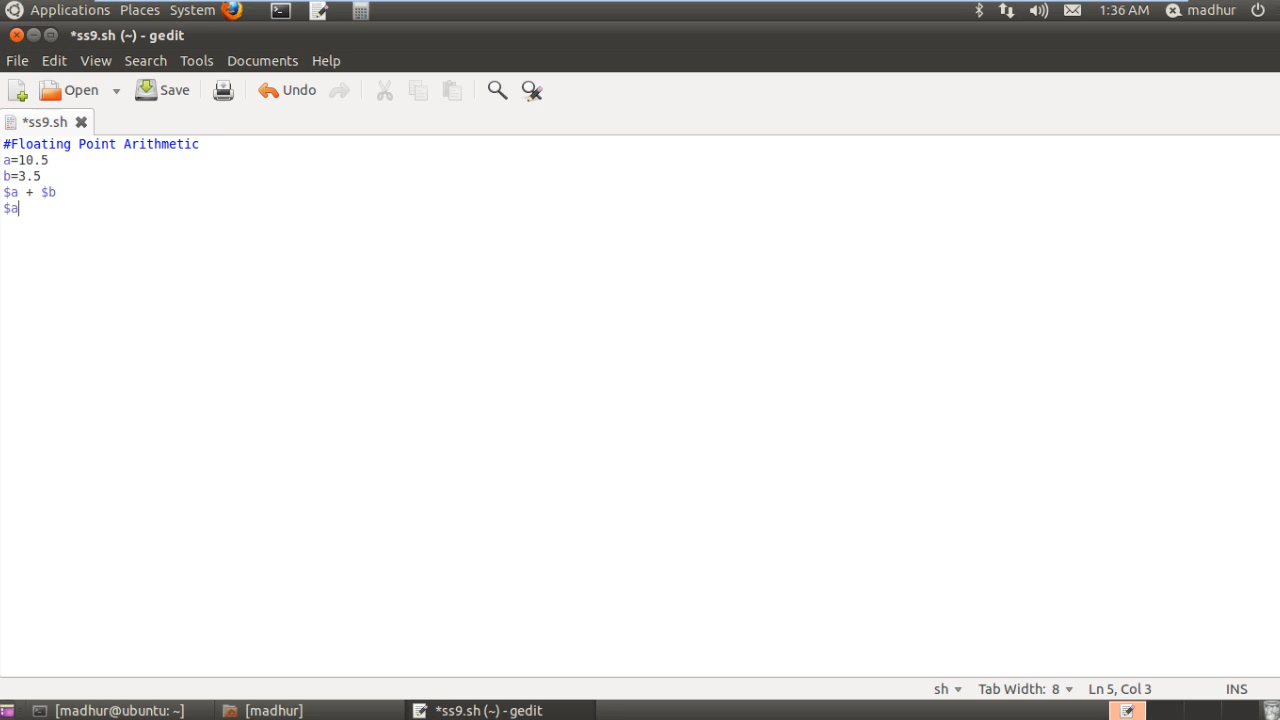 Applications Places System 1:36 AM madhur
*ss9.sh (~) - gedit
File Edit View Search Tools Documents Help
Open Save Undo
*ss9.sh
#Floating Point Arithmetic
a=10.5
b=3.5
$a + $b
$a
sh Tab Width: 8 Ln 5, Col 3 INS
[madhur@ubuntu: ~] [madhur] *ss9.sh (~) - gedit